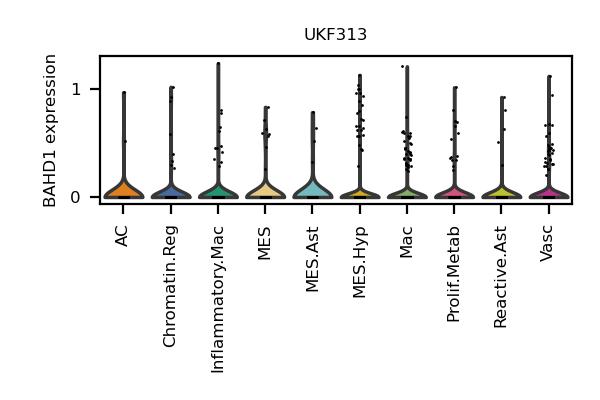 UKF313
BAHD1 expression
1
0
AC
Chromatin.Reg
Inflammatory.Mac
MES
MES.Ast
MES.Hyp
Mac
Prolif.Metab
Reactive.Ast
Vasc